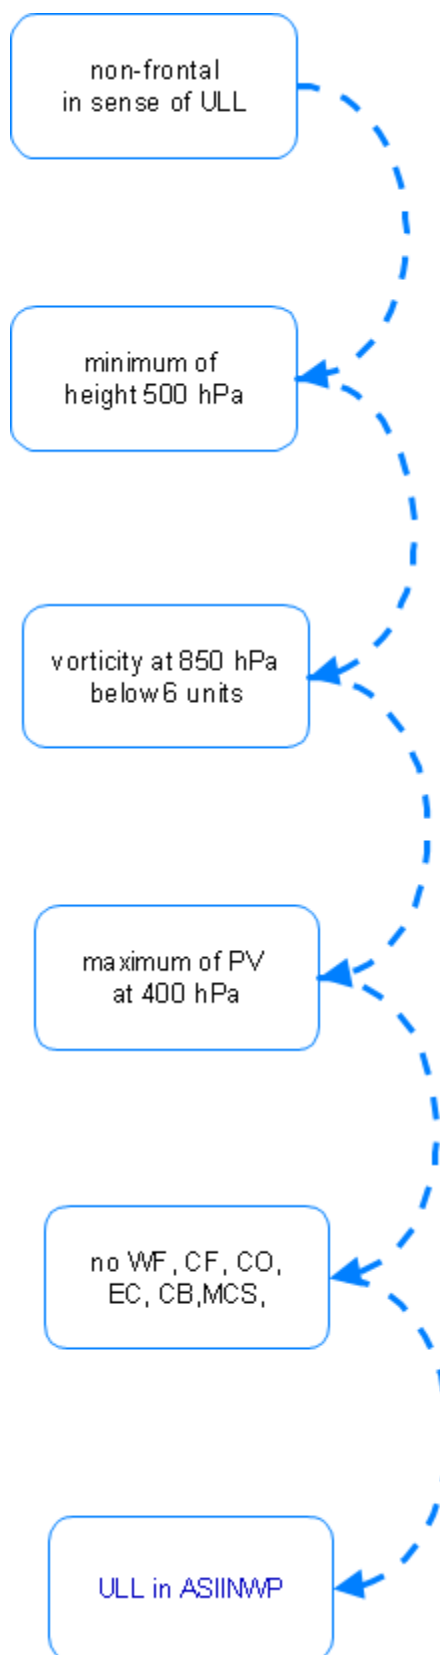 non-frontal
in sense of ULL
minimum of
height 500 hPa
vorticity at 850 hPa
below 6 units
maximum of PV
at 400 hPa
no WF, CF, CO,
EC, CB,MCS,
ULL in ASIINWP